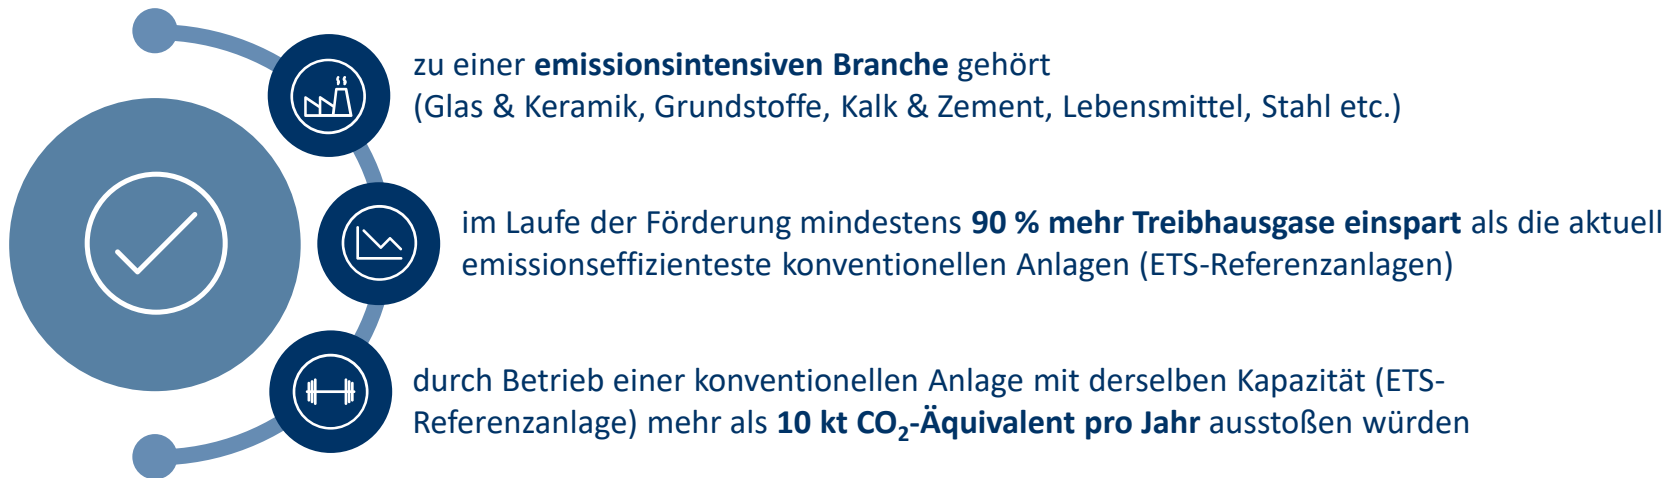 zu einer emissionsintensiven Branche gehört
(Glas & Keramik, Grundstoffe, Kalk & Zement, Lebensmittel, Stahl etc.)
im Laufe der Förderung mindestens 90 % mehr Treibhausgase einspart als die aktuell
emissionseffizienteste konventionellen Anlagen (ETS-Referenzanlagen)
durch Betrieb einer konventionellen Anlage mit derselben Kapazität (ETS-
Referenzanlage) mehr als 10 kt CO₂-Äquivalent pro Jahr ausstoßen würden